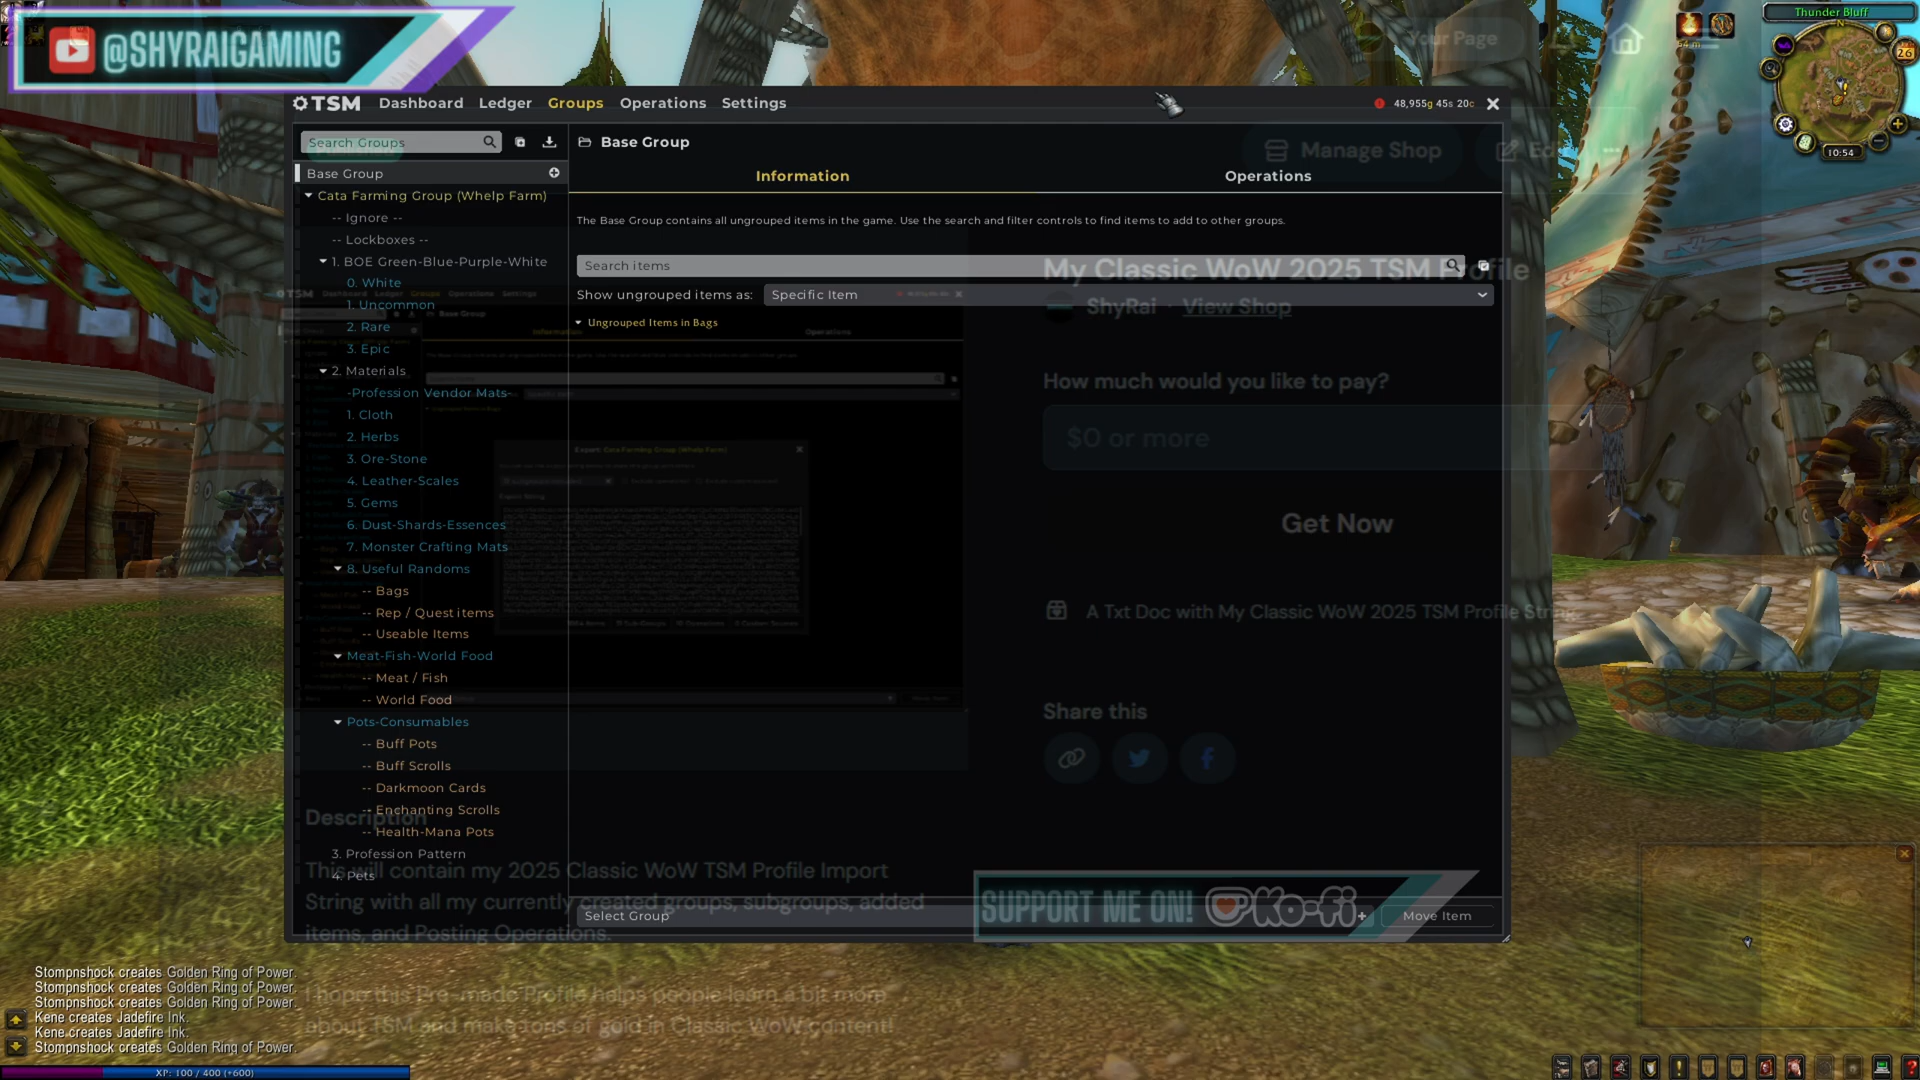 @SHYRAIGAMING
Your Page
Thunder Bluff
26
TSM Dashboard Ledger Groups Operations Settings
48,955g 45s 20c
Search Groups
Base Group
Manage Shop
Base Group
Information
Operations
Cata Farming Group (Whelp Farm)
-- Ignore --
-- Lockboxes --
1. BOE Green-Blue-Purple-White
0. White
1. Uncommon
2. Rare
3. Epic
2. Materials
-Profession Vendor Mats-
1. Cloth
2. Herbs
3. Ore-Stone
4. Leather-Scales
5. Gems
6. Dust-Shards-Essences
7. Monster Crafting Mats
8. Useful Randoms
-- Bags
-- Rep / Quest items
-- Useable Items
Meat-Fish-World Food
-- Meat / Fish
-- World Food
Pots-Consumables
-- Buff Pots
-- Buff Scrolls
-- Darkmoon Cards
-- Enchanting Scrolls
-- Health-Mana Pots
3. Profession Pattern
4. Pets
The Base Group contains all ungrouped items in the game. Use the search and filter controls to find items to add to other groups.
Search items
Show ungrouped items as:
Specific Item
Ungrouped Items in Bags
10:54
My Classic WoW 2025 TSM Profile
ShyRai · View Shop
How much would you like to pay?
$0 or more
Get Now
A Txt Doc with My Classic WoW 2025 TSM Profile String
Share this
Export: Cata Farming Group (Whelp Farm)
Description
This will contain my 2025 Classic WoW TSM Profile Import
String with all my currently created groups, subgroups, added
items, and Posting Operations.
I hope this Pre-made Profile helps people learn a bit more
about TSM and make tons of gold in Classic WoW content!
Select Group
SUPPORT ME ON! Ko-fi
Move Item
Stompnshock creates Golden Ring of Power.
Stompnshock creates Golden Ring of Power.
Stompnshock creates Golden Ring of Power.
Kene creates Jadefire Ink.
Kene creates Jadefire Ink.
Stompnshock creates Golden Ring of Power.
XP: 100 / 400 (+600)